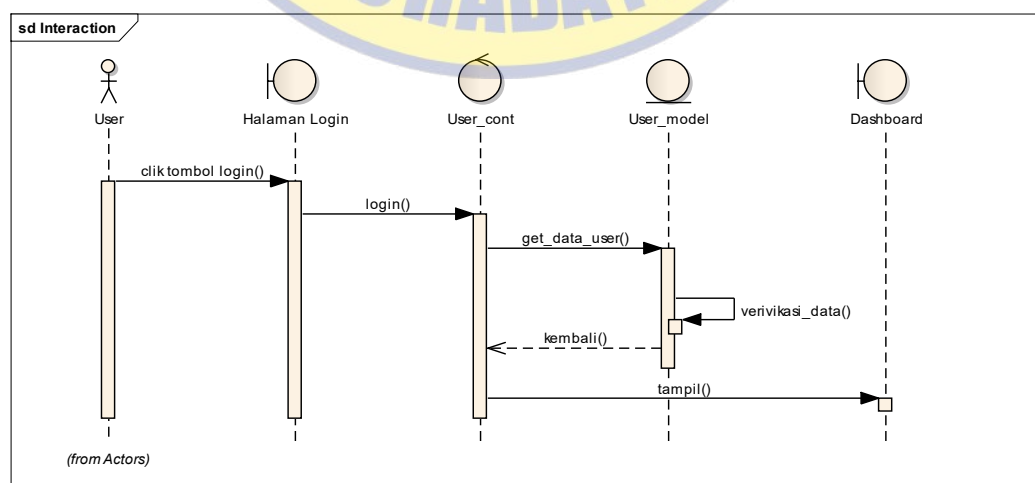 sd Interaction
User
Halaman Login
User_cont
User_model
Dashboard
clik tombol login()
login()
get_data_user()
verivikasi_data()
kembali()
tampil()
(from Actors)